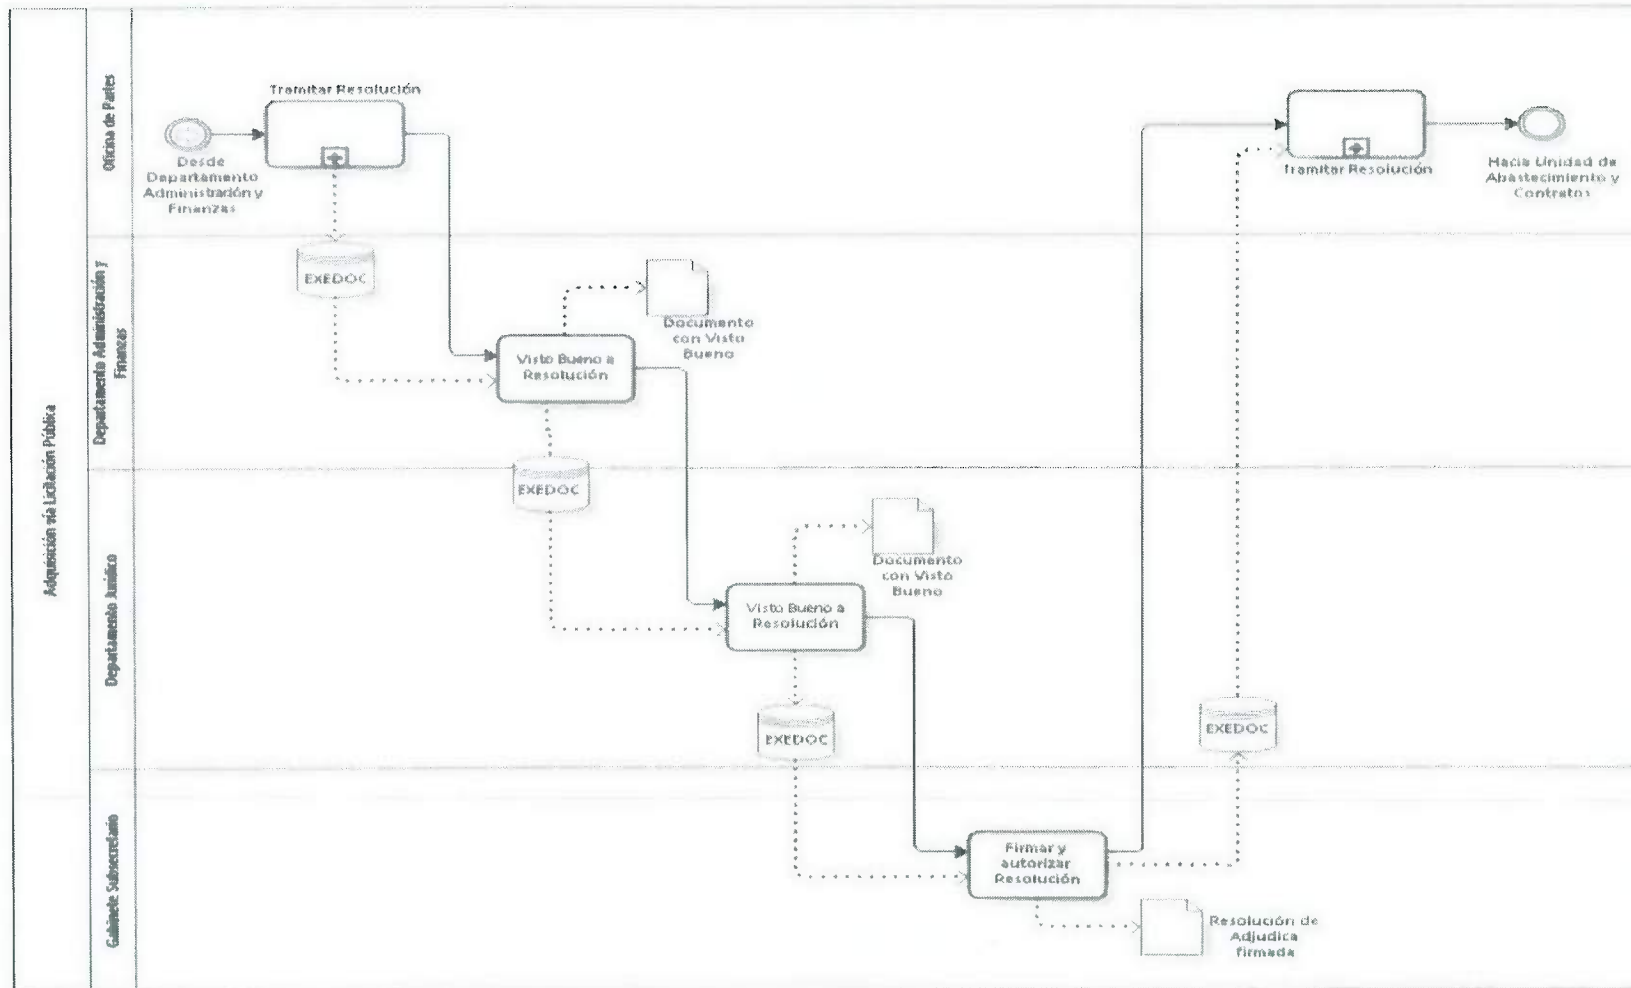 Adquisición vía Licitación Pública
Oficina de Partes
Tramitar Resolución
Desde
Departamento
Administración y
Finanzas
Tramitar Resolución
Hacia Unidad de
Abastecimiento y
Contratos
EXEDOC
Departamento Administración y
Finanzas
Documento
con Visto
Bueno
Visto Bueno a
Resolución
EXEDOC
Departamento Jurídico
Documento
con Visto
Bueno
Visto Bueno a
Resolución
EXEDOC
EXEDOC
Gabinete Subsecretario
Firmar y
autorizar
Resolución
Resolución de
Adjudica
firmada